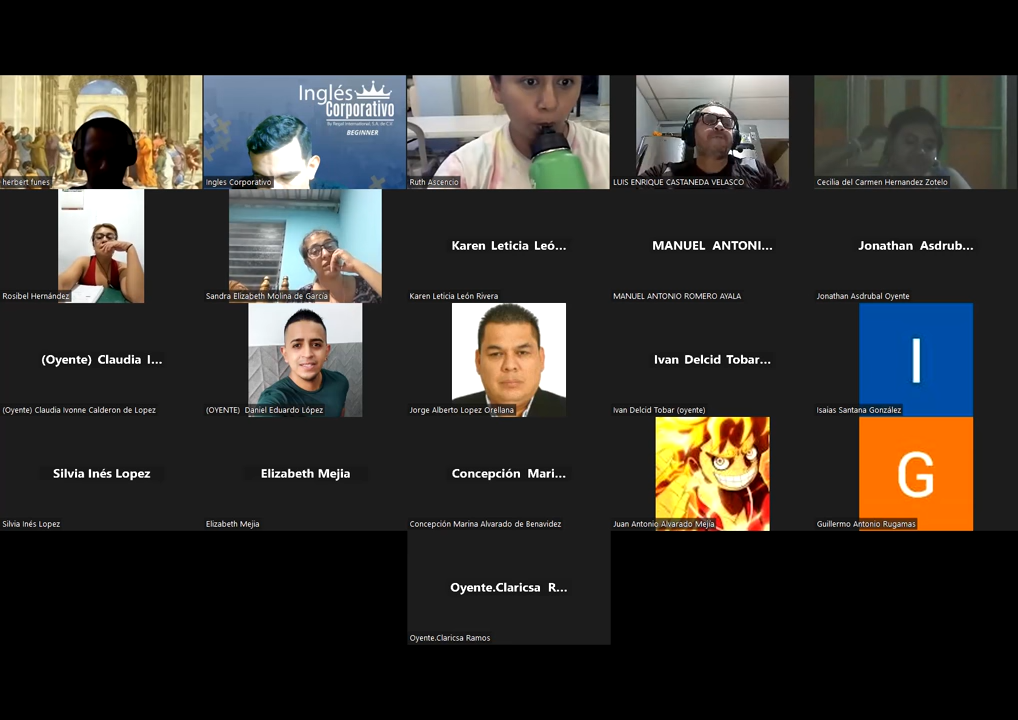 Inglés
Corporativo
BEGINNER
herbert funes
Ingles Corporativo
Ruth Ascencio
LUIS ENRIQUE CASTANEDA VELASCO
Cecilia del Carmen Hernandez Zotelo
Karen Leticia Leó...
MANUEL ANTONI...
Jonathan Asdrub...
Rosibel Hernández
Sandra Elizabeth Molina de García
Karen Leticia León Rivera
MANUEL ANTONIO ROMERO AYALA
Jonathan Asdrubal Oyente
(Oyente) Claudia I...
Ivan Delcid Tobar...
I
(Oyente) Claudia Ivonne Calderon de Lopez
(OYENTE) Daniel Eduardo López
Jorge Alberto Lopez Orellana
Ivan Delcid Tobar (oyente)
Isaías Santana González
Silvia Inés Lopez
Elizabeth Mejia
Concepción Mari...
G
Silvia Inés Lopez
Elizabeth Mejia
Concepción Marina Alvarado de Benavidez
Juan Antonio Alvarado Mejía
Guillermo Antonio Rugamas
Oyente.Claricsa R...
Oyente.Claricsa Ramos